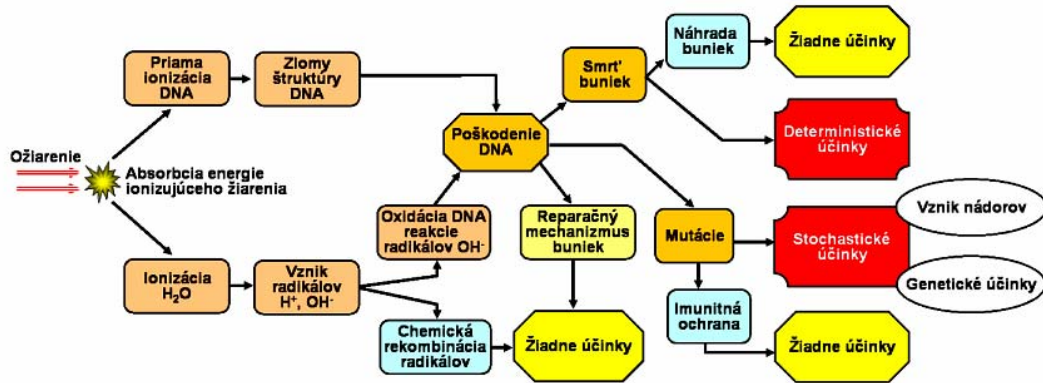 Ožiarenie
Absorbcia energie
ionizujúceho žiarenia
Priama
ionizácia
DNA
Zlomy
štruktúry
DNA
Ionizácia
H₂O
Vznik
radikálov
H⁺, OH⁻
Oxidácia DNA
reakcie
radikálov OH⁻
Chemická
rekombinácia
radikálov
Poškodenie
DNA
Reparačný
mechanizmus
buniek
Žiadne účinky
Smrť
buniek
Náhrada
buniek
Žiadne účinky
Deterministické
účinky
Mutácie
Stochastické
účinky
Vznik nádorov
Genetické účinky
Imunitná
ochrana
Žiadne účinky